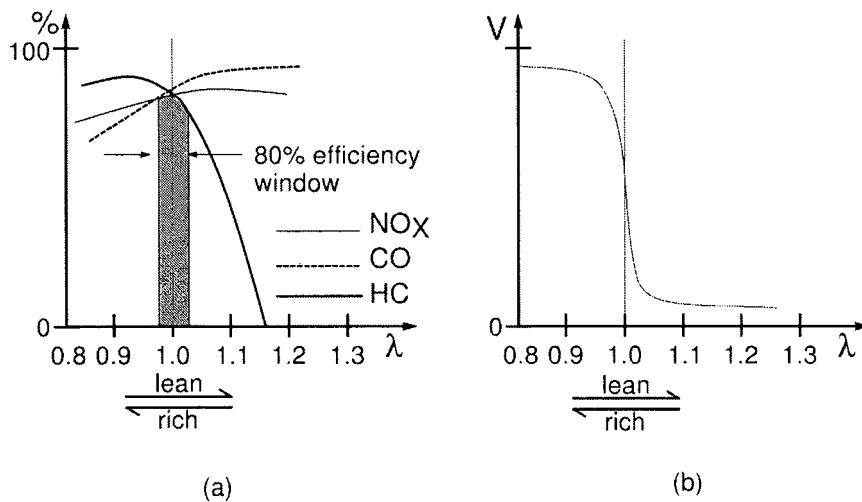 %
100
80% efficiency
window
NOX
CO
HC
0
0.8 0.9 1.0 1.1 1.2 1.3 λ
lean
rich
(a)
V
0
0.8 0.9 1.0 1.1 1.2 1.3 λ
lean
rich
(b)